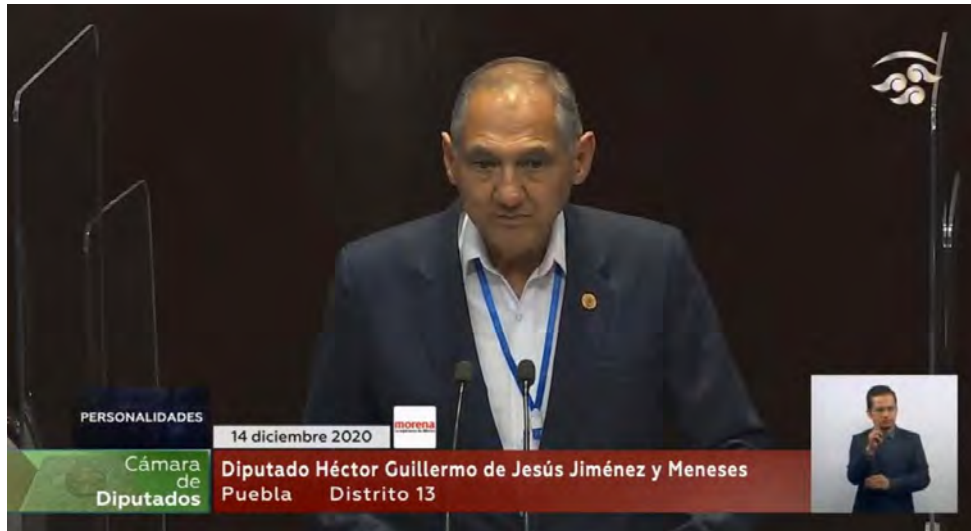 PERSONALIDADES
14 diciembre 2020
morena
Cámara
de
Diputados
Diputado Héctor Guillermo de Jesús Jiménez y Meneses
Puebla Distrito 13